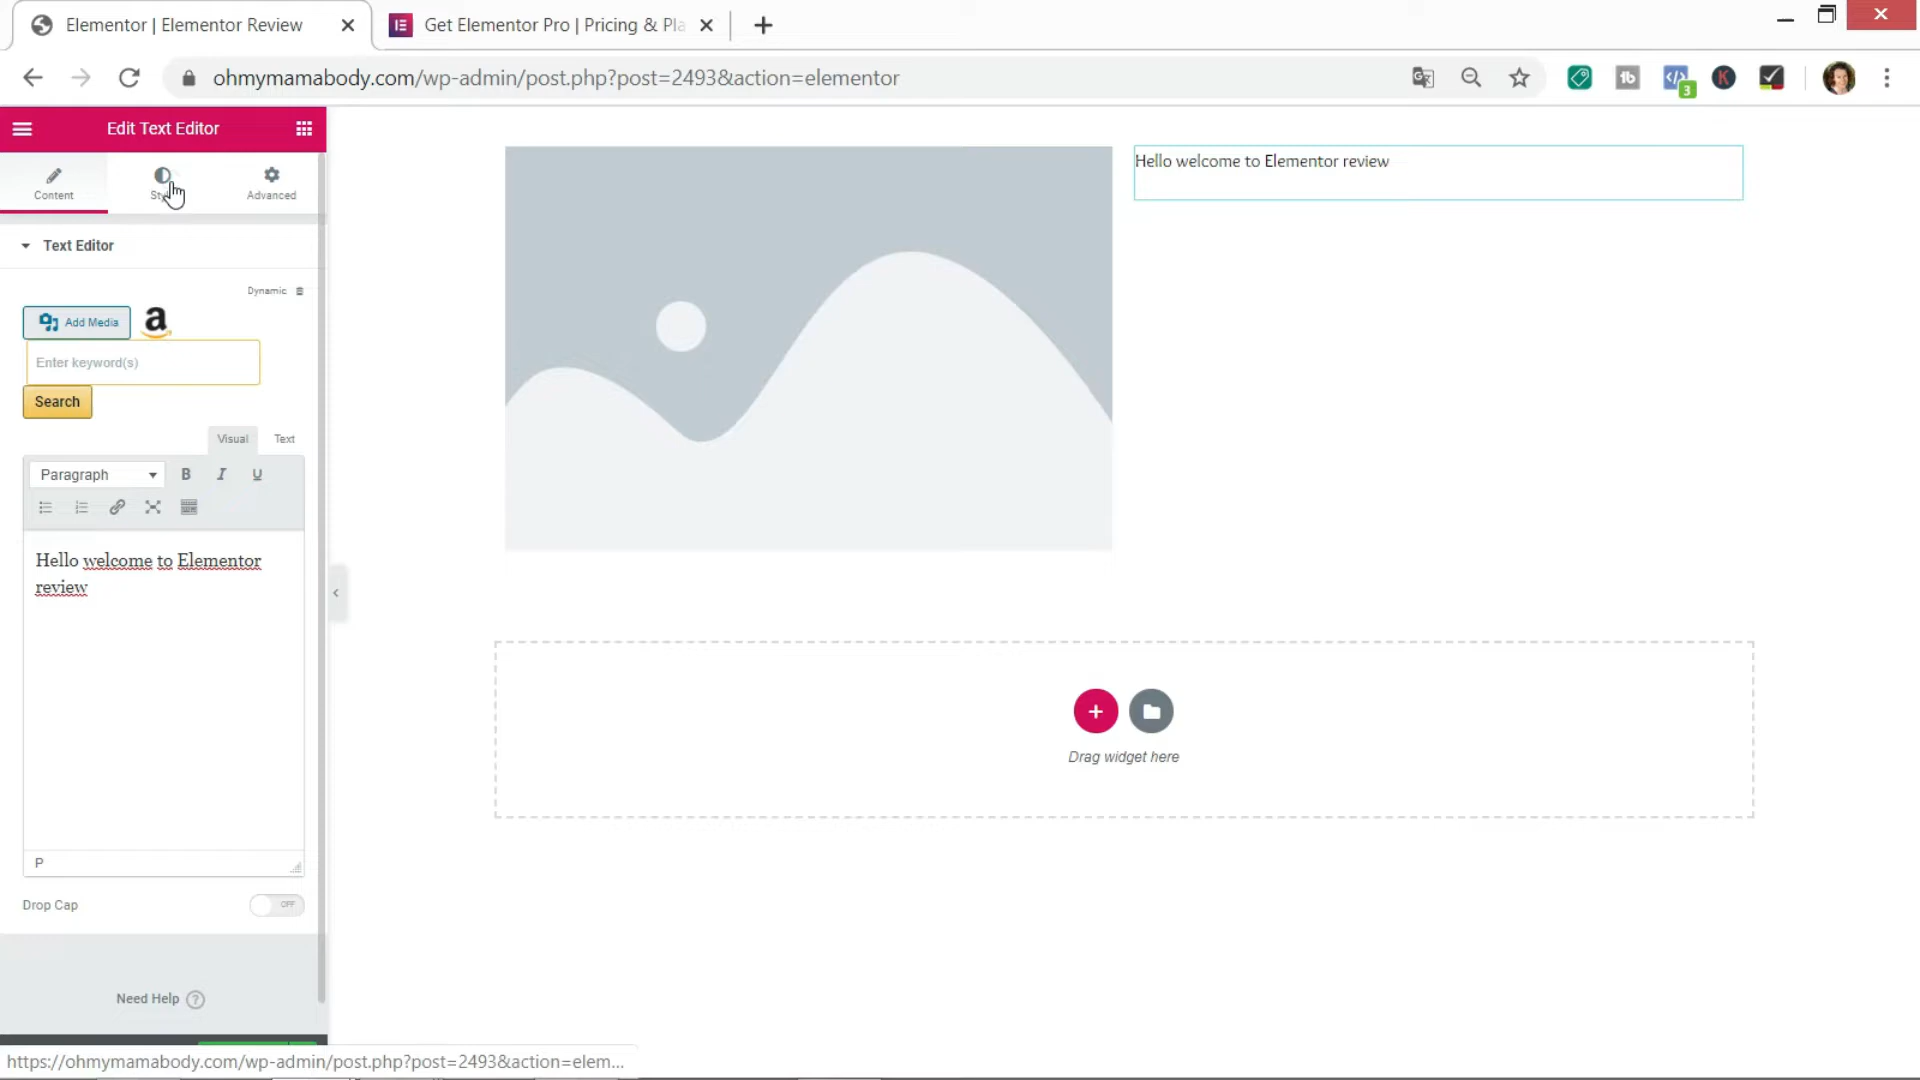 Elementor | Elementor Review
Get Elementor Pro | Pricing & Pla
ohmymamabody.com/wp-admin/post.php?post=2493&action=elementor
3
Edit Text Editor
Content
Advanced
Text Editor
Dynamic
Add Media
a
Enter keyword(s)
Search
Visual Text
Paragraph
B I U
Hello welcome to Elementor
review
P
Drop Cap
OFF
Need Help ?
Hello welcome to Elementor review
Drag widget here
https://ohmymamabody.com/wp-admin/post.php?post=2493&action=elem...